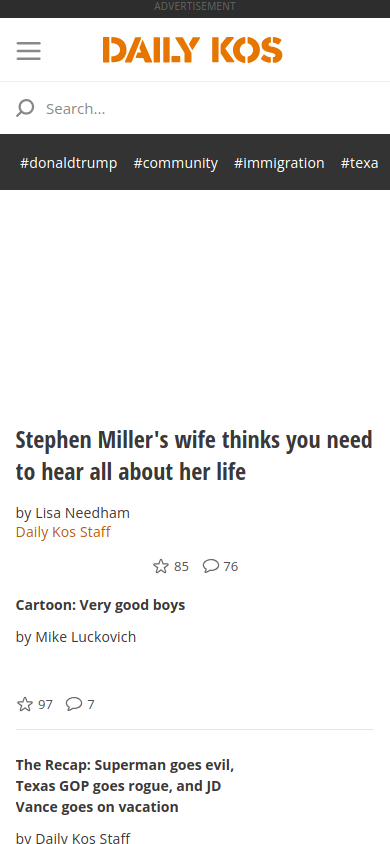 ADVERTISEMENT
DAILY KOS
Search...
#donaldtrump #community #immigration #texa
Stephen Miller's wife thinks you need
to hear all about her life
by Lisa Needham
Daily Kos Staff
85 76
Cartoon: Very good boys
by Mike Luckovich
97 7
The Recap: Superman goes evil,
Texas GOP goes rogue, and JD
Vance goes on vacation
by Daily Kos Staff